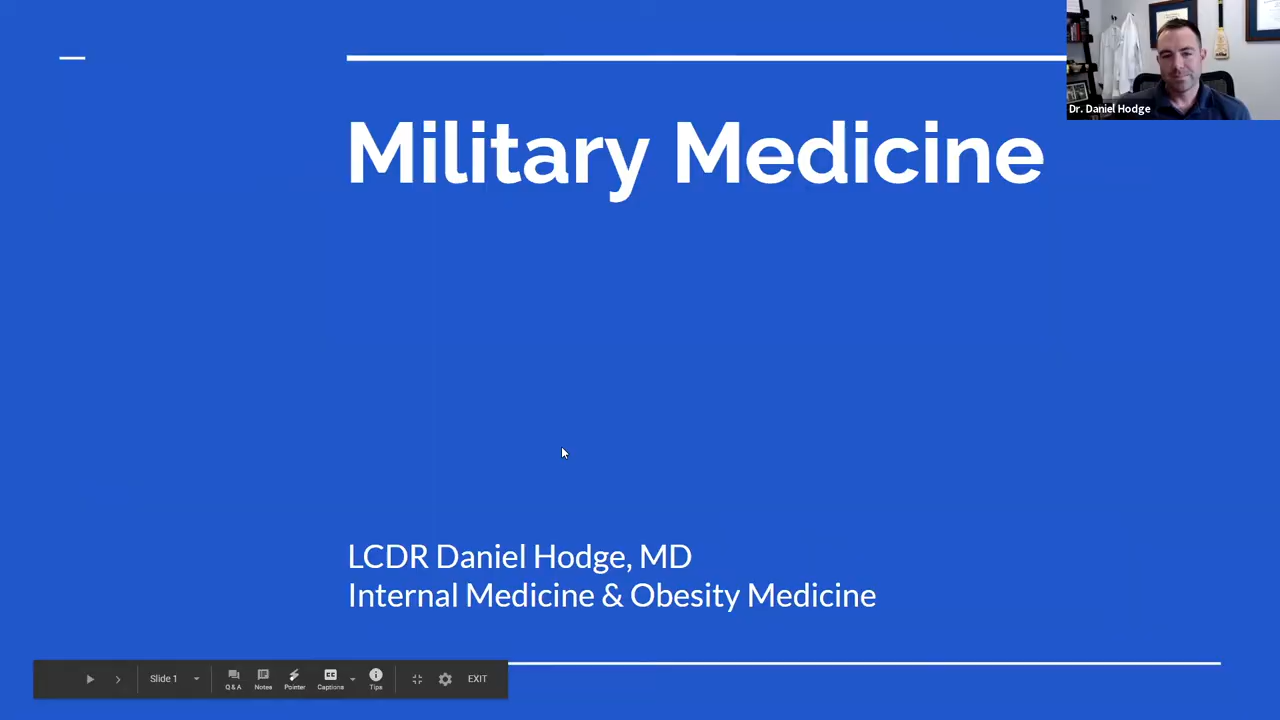 Dr. Daniel Hodge
Military Medicine
LCDR Daniel Hodge, MD
Internal Medicine & Obesity Medicine
Slide 1
Q & A
Notes
Pointer
CC
Captions
Tips
EXIT